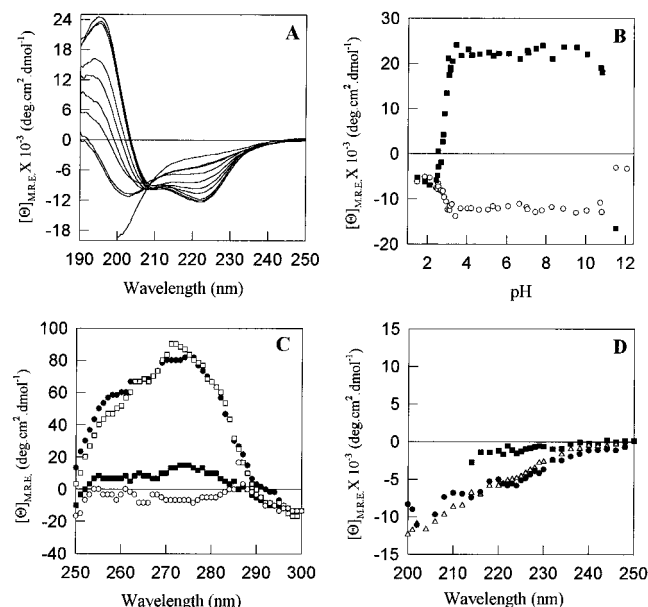 A
[Θ]M.R.E. X 10⁻³ (deg.cm².dmol⁻¹)
24
18
12
6
0
-6
-12
-18
190 200 210 220 230 240 250
Wavelength (nm)
B
[Θ]M.R.E. X 10⁻³ (deg.cm².dmol⁻¹)
30
20
10
0
-10
-20
2 4 6 8 10 12
pH
C
[Θ]M.R.E. (deg.cm².dmol⁻¹)
100
80
60
40
20
0
-20
-40
250 260 270 280 290 300
Wavelength (nm)
D
[Θ]M.R.E. X 10⁻³ (deg.cm².dmol⁻¹)
15
10
5
0
-5
-10
-15
200 210 220 230 240 250
Wavelength (nm)